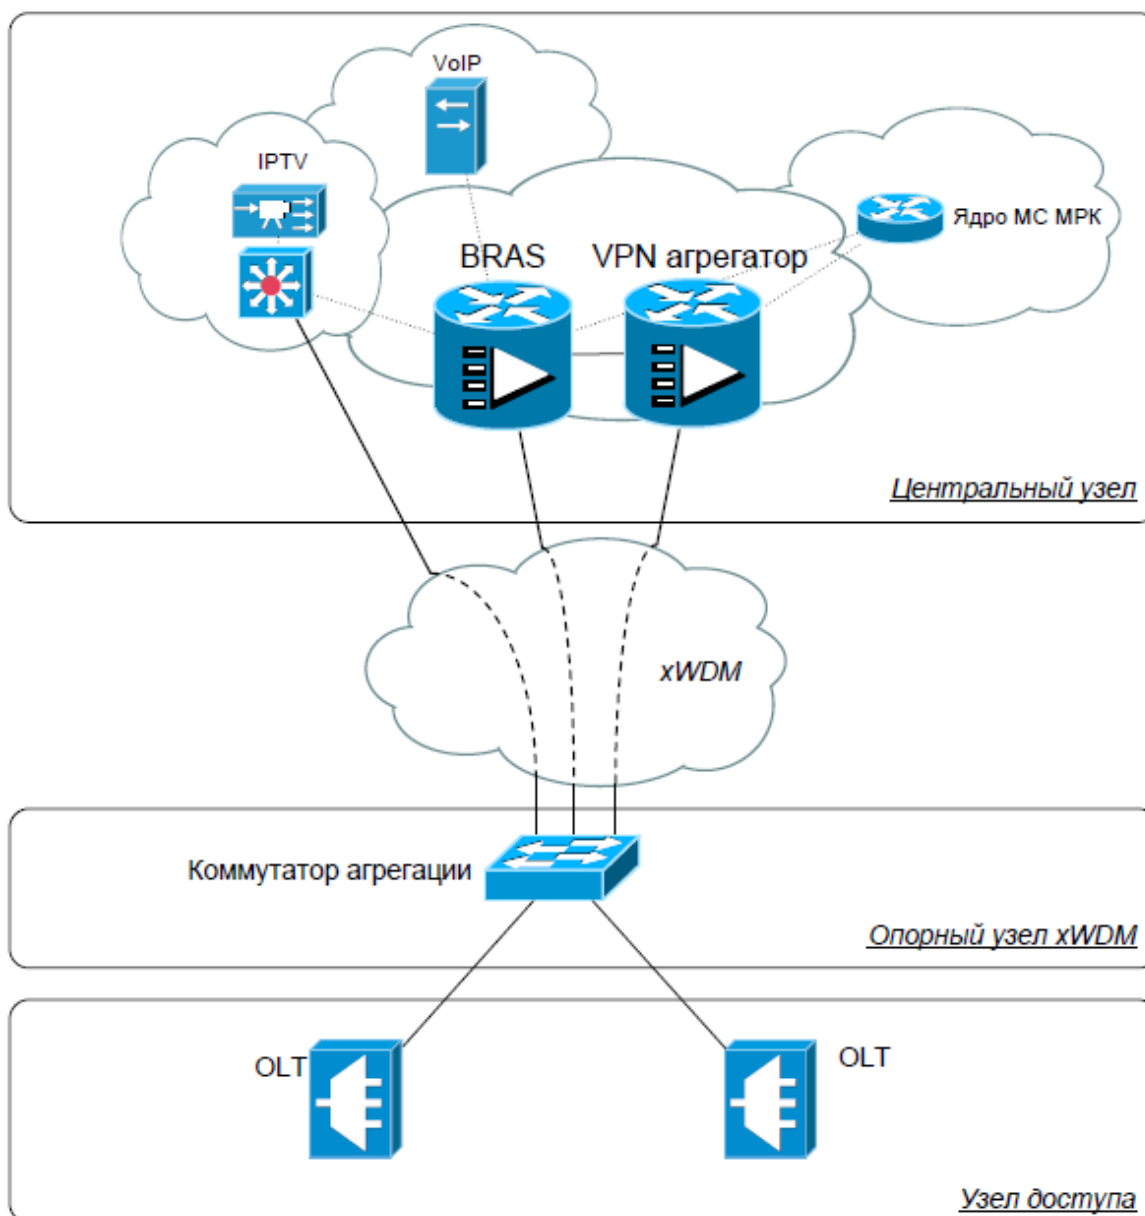 VoIP
IPTV
Ядро МС МРК
BRAS
VPN агрегатор
Центральный узел
xWDM
Коммутатор агрегации
Опорный узел xWDM
OLT
OLT
Узел доступа